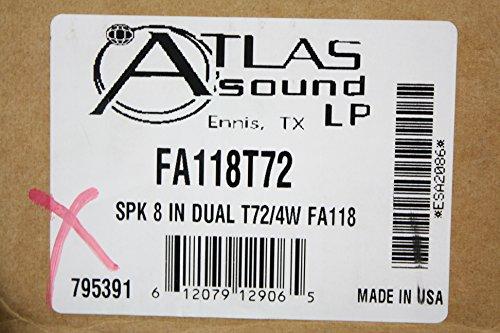 ATLAS
Sound
LP
Ennis, TX
FA118T72
SPK 8 IN DUAL T72/4W FA118
*ESA2086*
795391
6 12079 12906 5
MADE IN USA